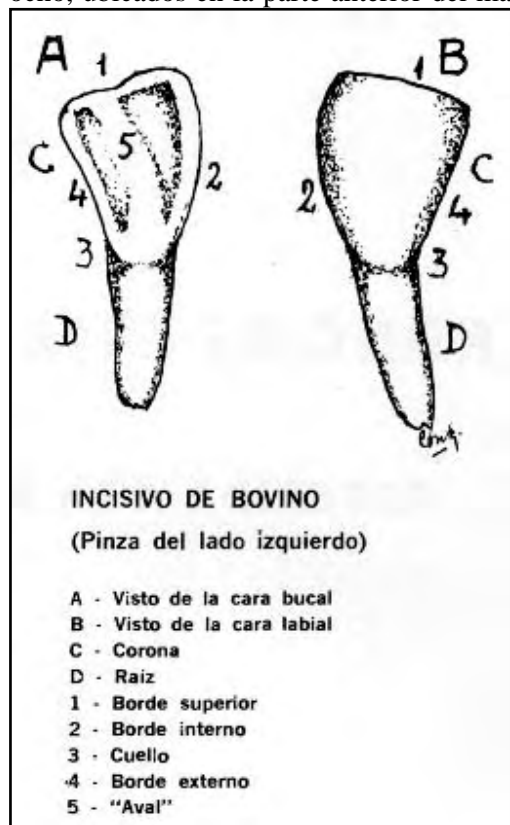 A 1 B
1
C 5 C
4 2 2 4
3 3
D D
INCISIVO DE BOVINO
(Pinza del lado izquierdo)
A - Visto de la cara bucal
B - Visto de la cara labial
C - Corona
D - Raiz
1 - Borde superior
2 - Borde interno
3 - Cuello
4 - Borde externo
5 - "Aval"